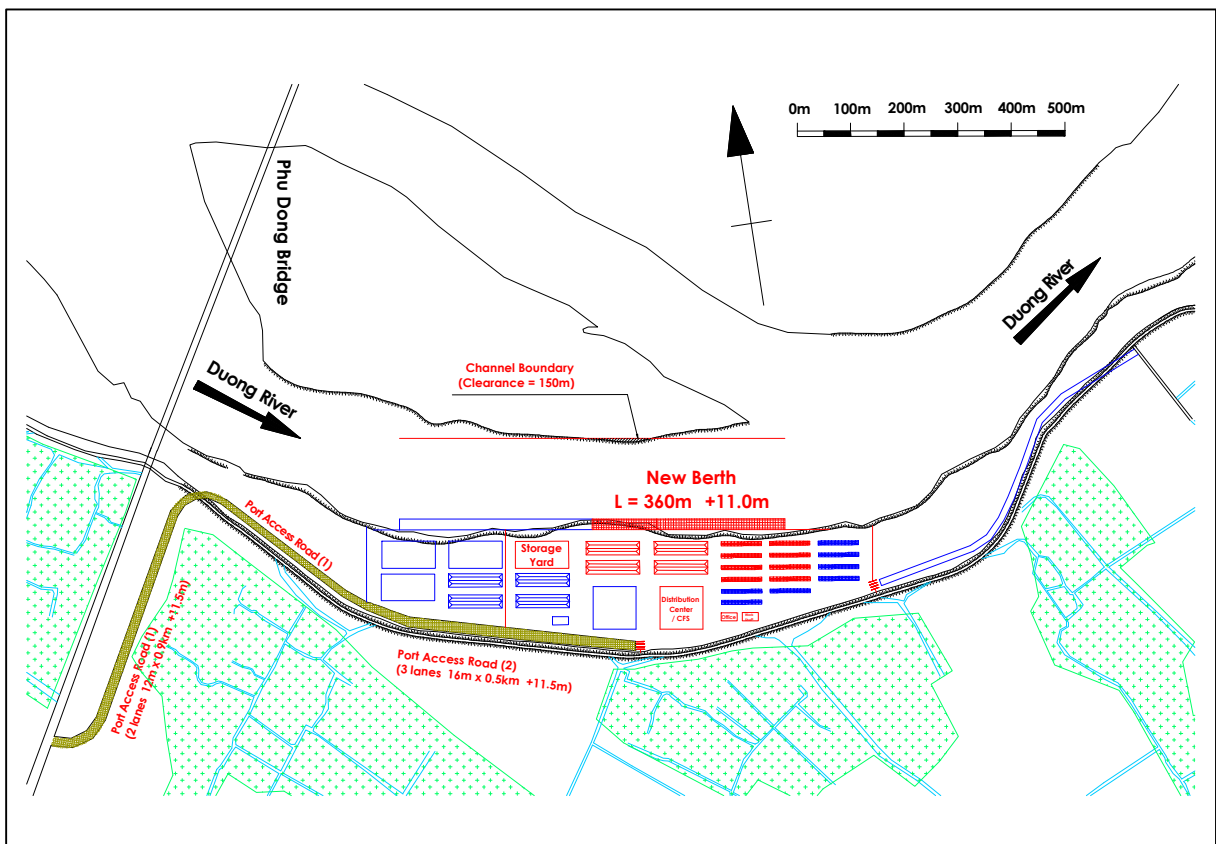 0m 100m 200m 300m 400m 500m
Phu Dong Bridge
Duong River
Duong River
Channel Boundary
(Clearance = 150m)
New Berth
L = 360m +11.0m
Port Access Road (1)
Storage
Yard
Distribution
Center
/ CFS
Office
Port Access Road (1)
(2 lanes 12m x 0.9km +11.5m)
Port Access Road (2)
(3 lanes 16m x 0.5km +11.5m)